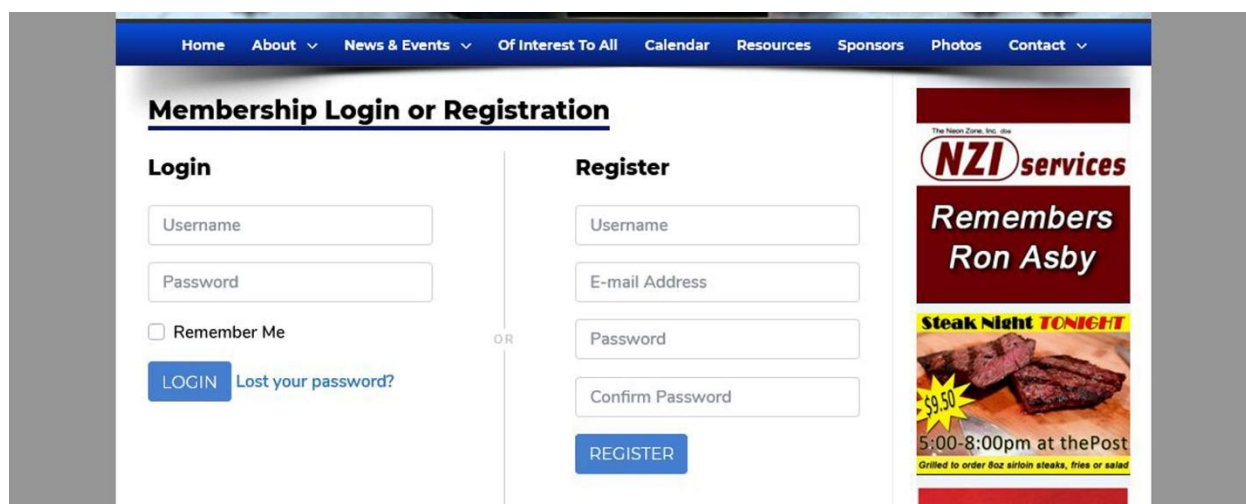 Home About News & Events Of Interest To All Calendar Resources Sponsors Photos Contact
Membership Login or Registration
Login
Username
Password
Remember Me
LOGIN Lost your password?
OR
Register
Username
E-mail Address
Password
Confirm Password
REGISTER
The Neon Zone, Inc. dba
NZI services
Remembers
Ron Asby
Steak Night TONIGHT
$9.50
5:00-8:00pm at thePost
Grilled to order 8oz sirloin steaks, fries or salad